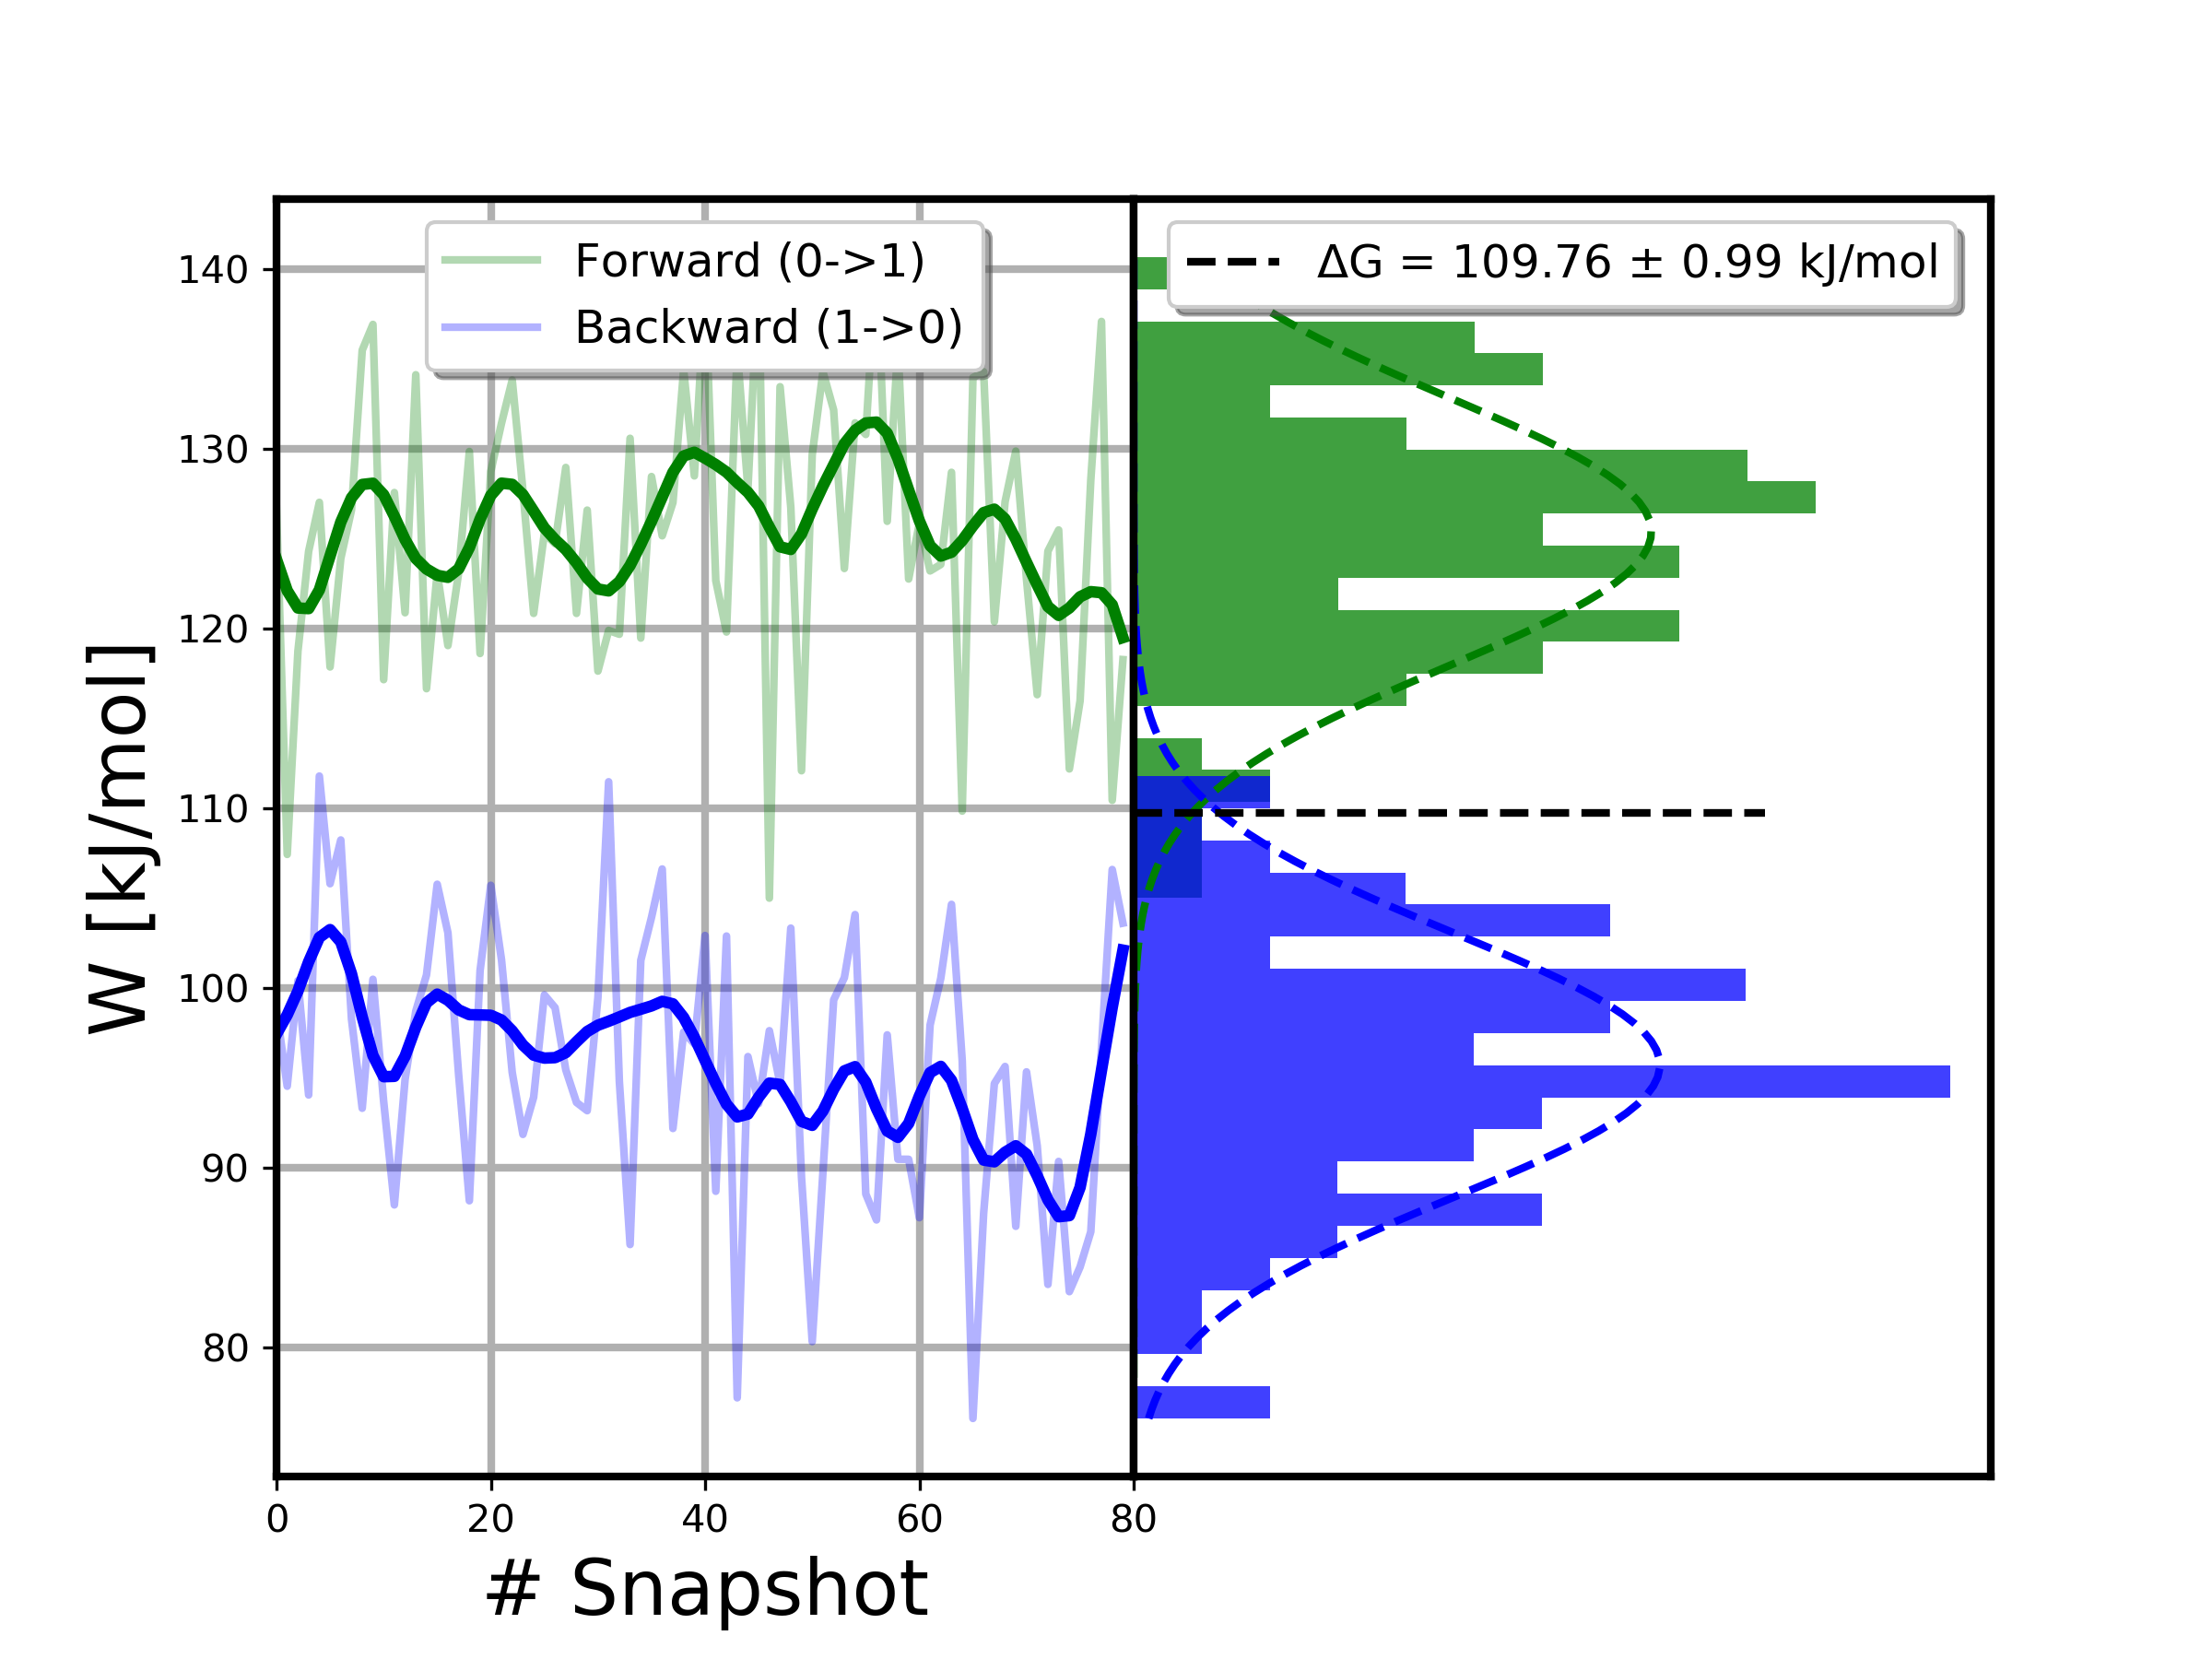 Forward (0->1)
Backward (1->0)
ΔG = 109.76 ± 0.99 kJ/mol
140
130
120
110
100
90
80
W [kJ/mol]
0 20 40 60 80
# Snapshot